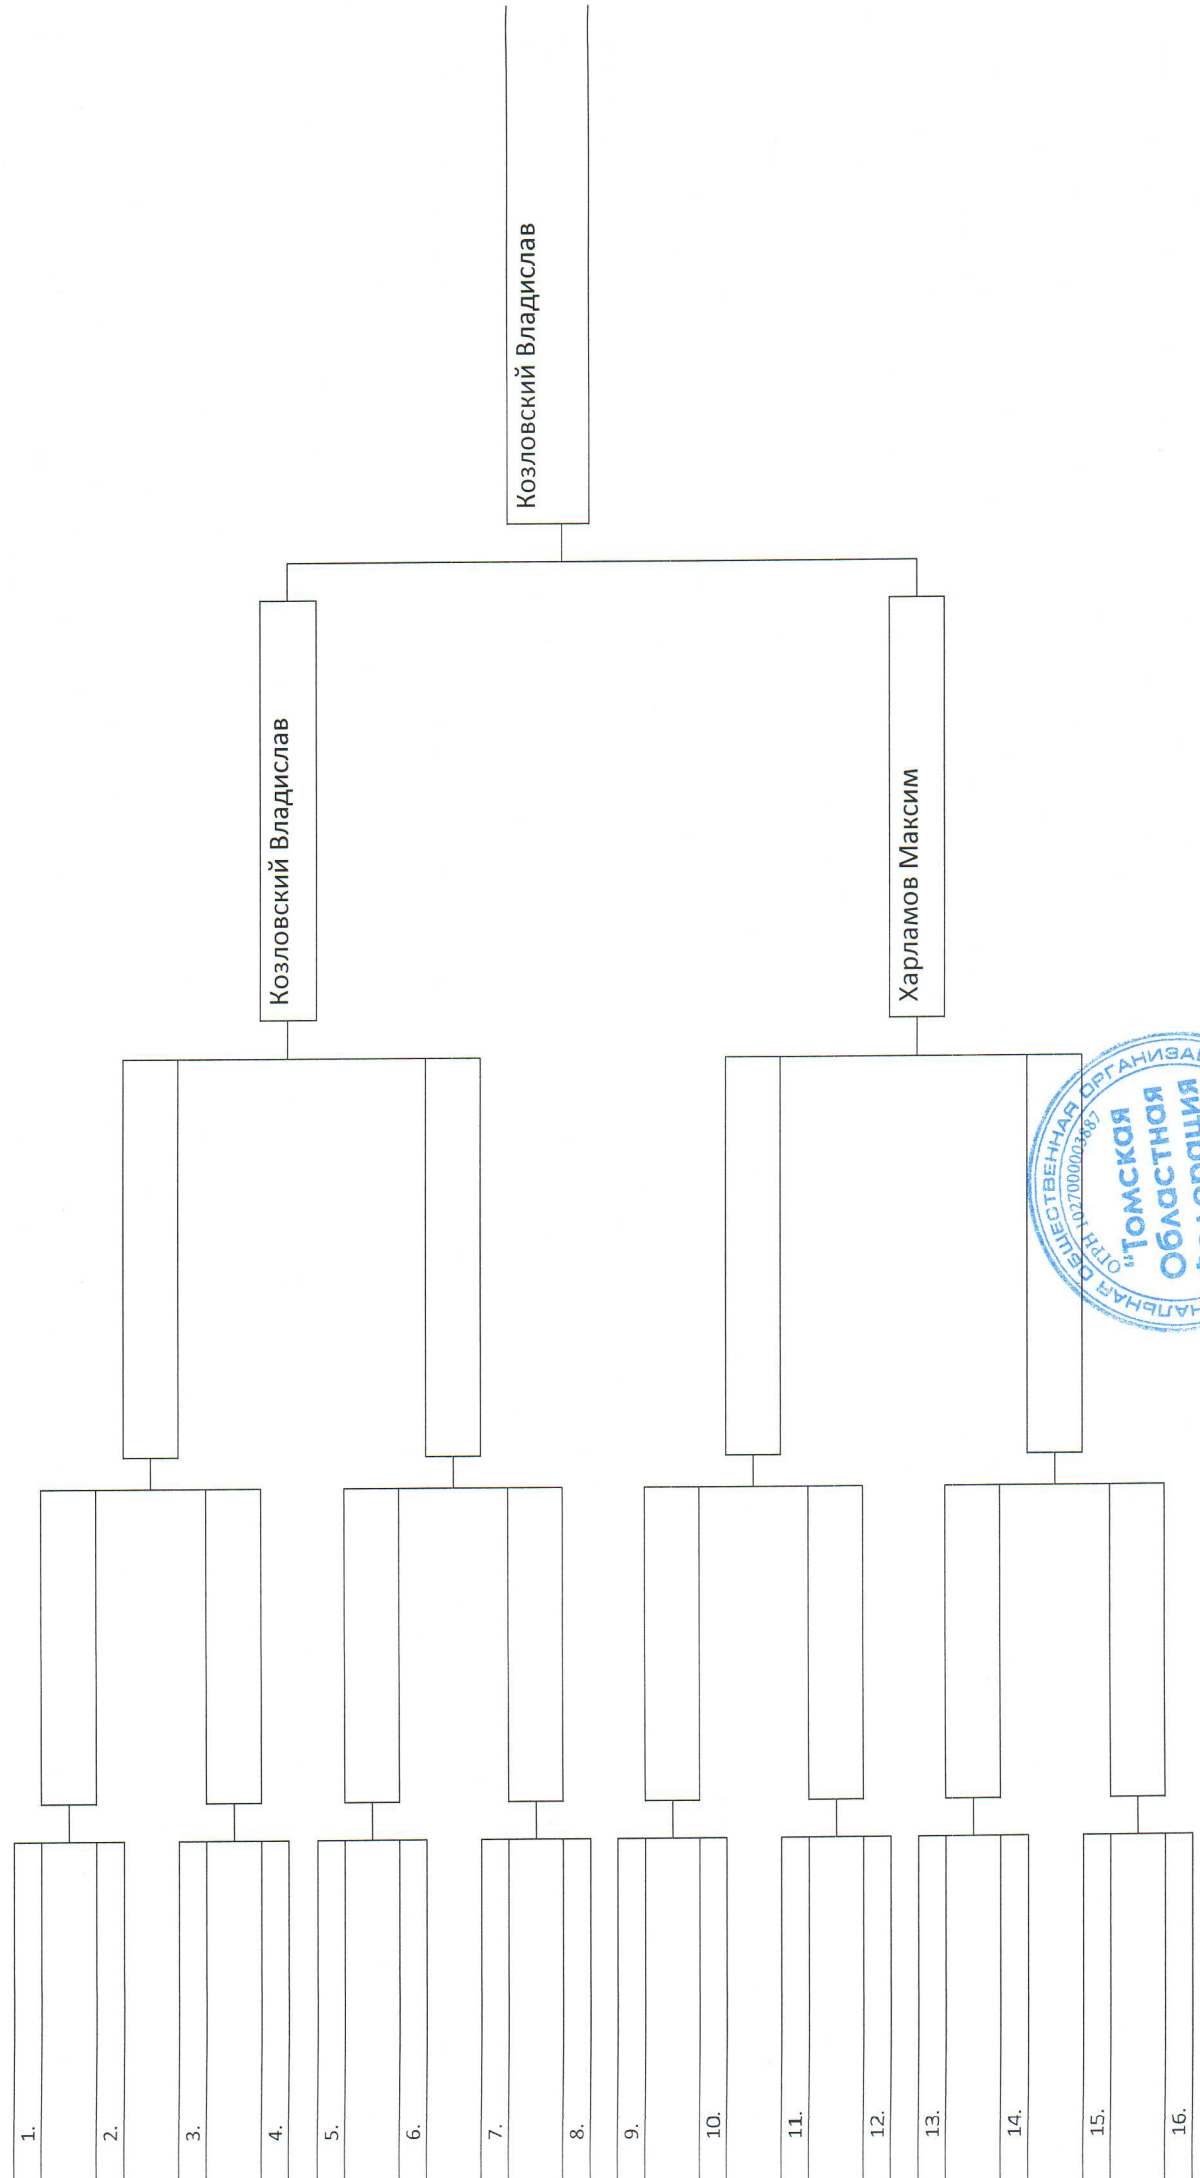 1.
2.
3.
4.
5.
6.
7.
8.
9.
10.
11.
12.
13.
14.
15.
16.
Козловский Владислав
Харламов Максим
Козловский Владислав
ОБЩЕСТВЕННАЯ
ОГРН
"Томская
Областная